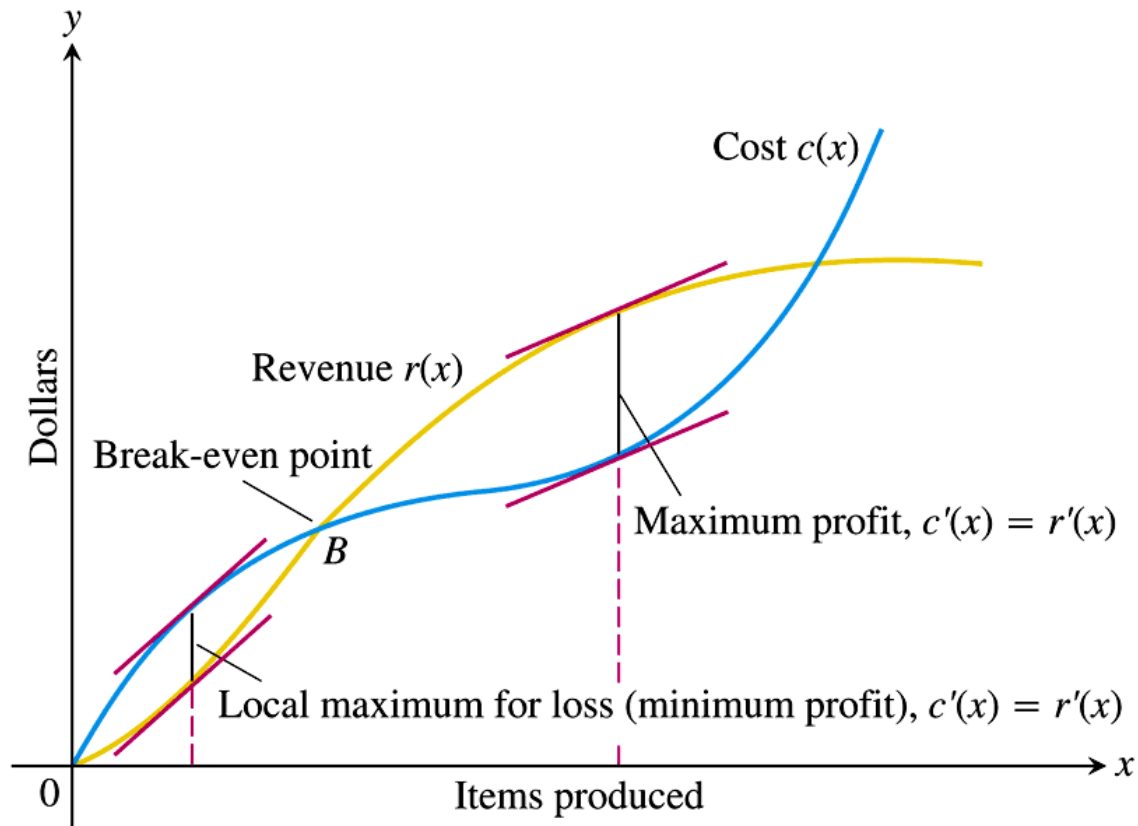 y
Cost c(x)
Revenue r(x)
Dollars
Break-even point
B
Maximum profit, c′(x) = r′(x)
Local maximum for loss (minimum profit), c′(x) = r′(x)
x
0
Items produced